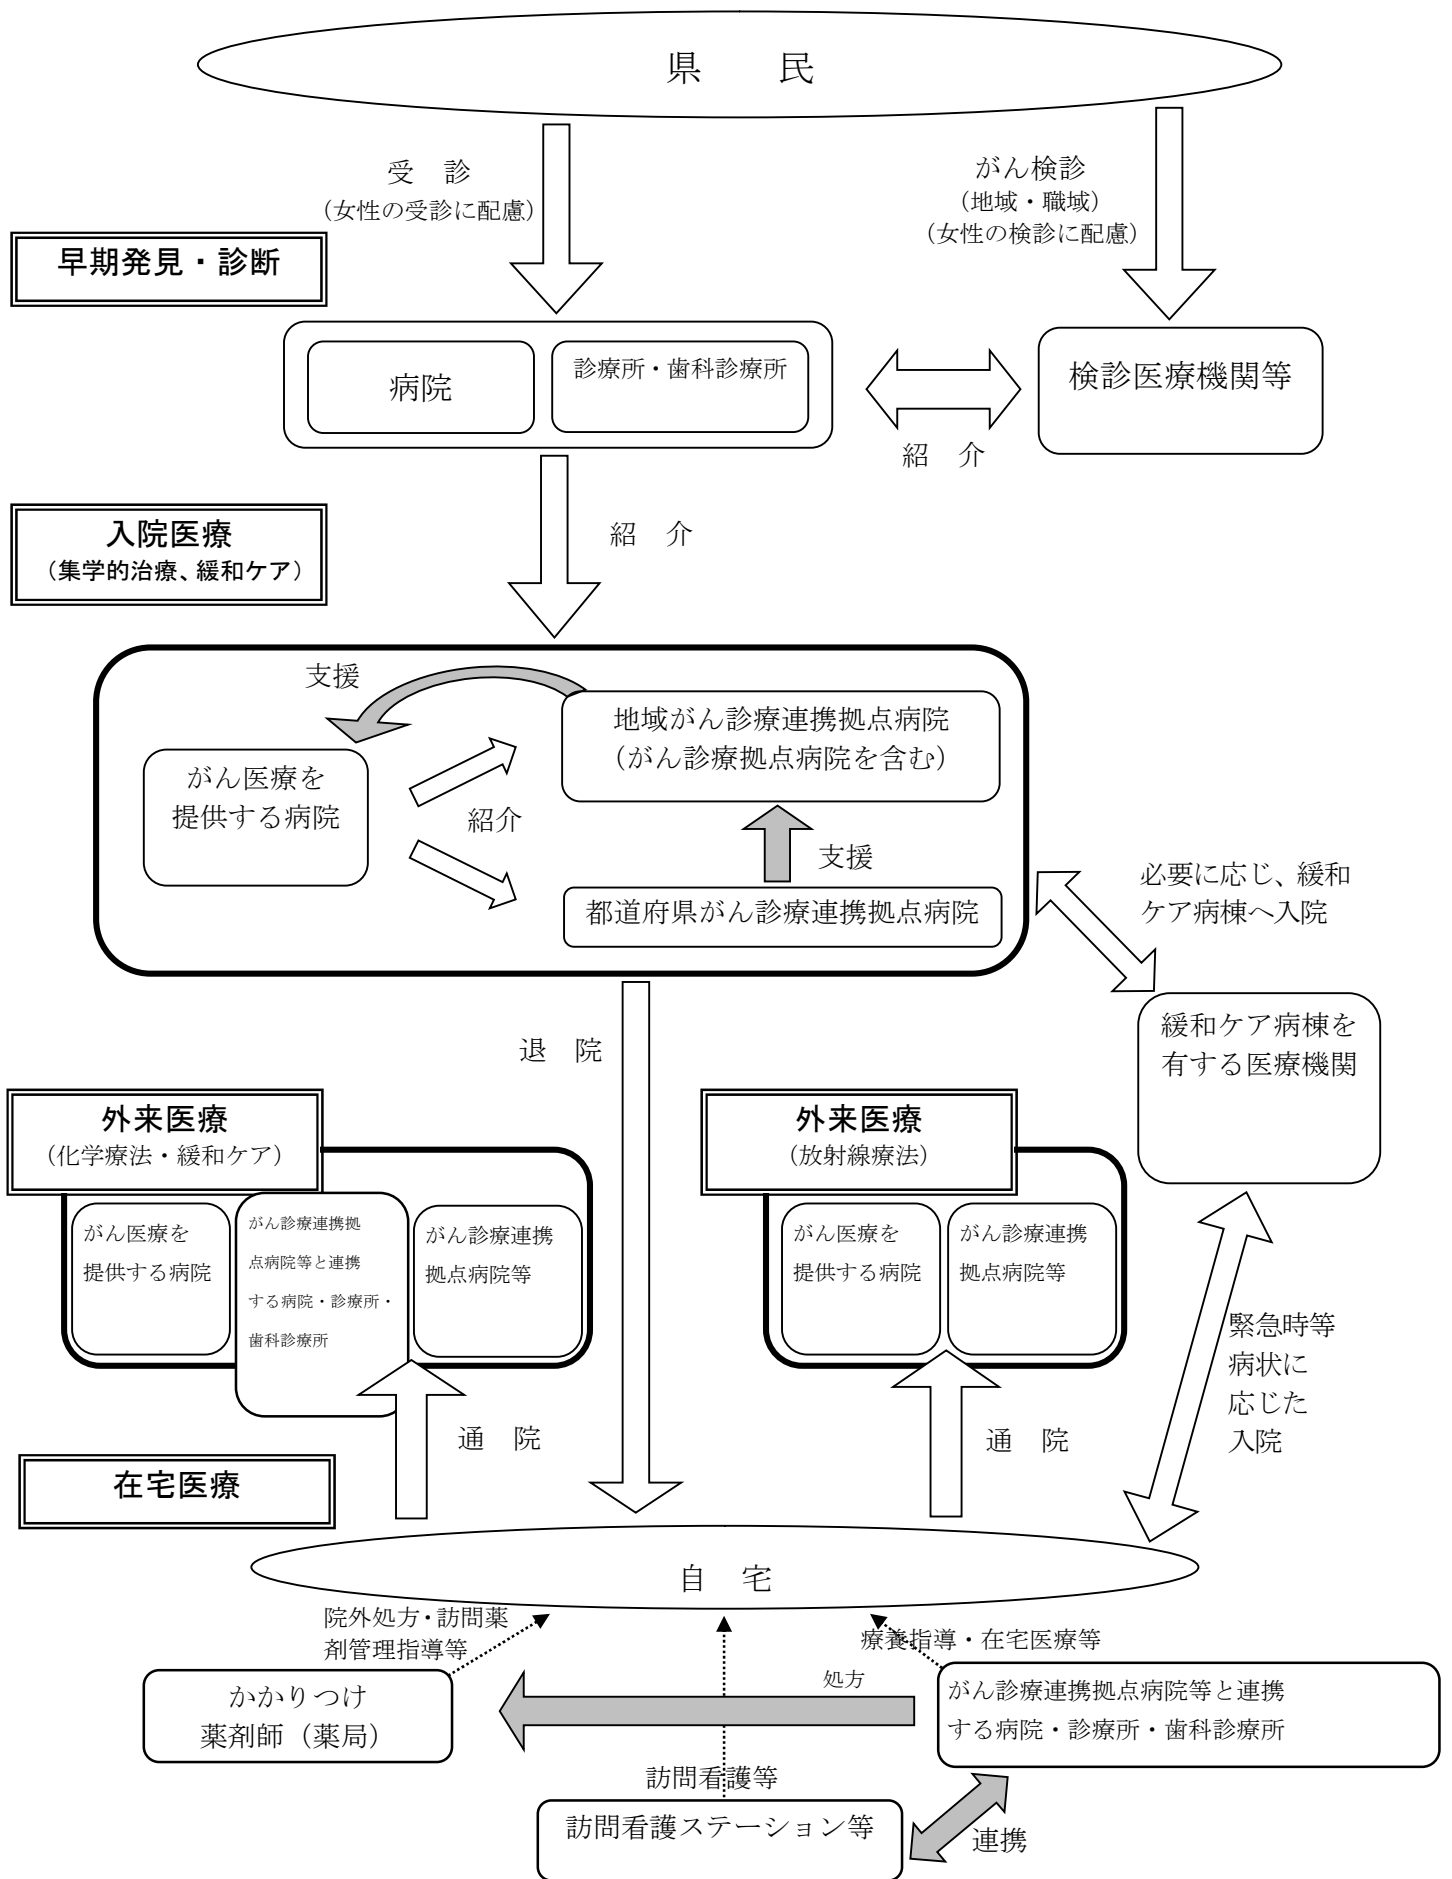 県　　民
受　診
（女性の受診に配慮）
がん検診
（地域・職域）
（女性の検診に配慮）
早期発見・診断
病院
診療所・歯科診療所
検診医療機関等
紹　介
入院医療
（集学的治療、緩和ケア）
紹　介
支援
地域がん診療連携拠点病院
（がん診療拠点病院を含む）
がん医療を
提供する病院
紹介
支援
都道府県がん診療連携拠点病院
必要に応じ、緩和
ケア病棟へ入院
緩和ケア病棟を
有する医療機関
退　院
外来医療
（化学療法・緩和ケア）
がん医療を
提供する病院
がん診療連携拠
点病院等と連携
する病院・診療所・
歯科診療所
がん診療連携
拠点病院等
外来医療
（放射線療法）
がん医療を
提供する病院
がん診療連携
拠点病院等
緊急時等
病状に
応じた
入院
通　院
通　院
在宅医療
自　宅
院外処方・訪問薬
剤管理指導等
療養指導・在宅医療等
かかりつけ
薬剤師（薬局）
処方
がん診療連携拠点病院等と連携
する病院・診療所・歯科診療所
訪問看護等
訪問看護ステーション等
連携